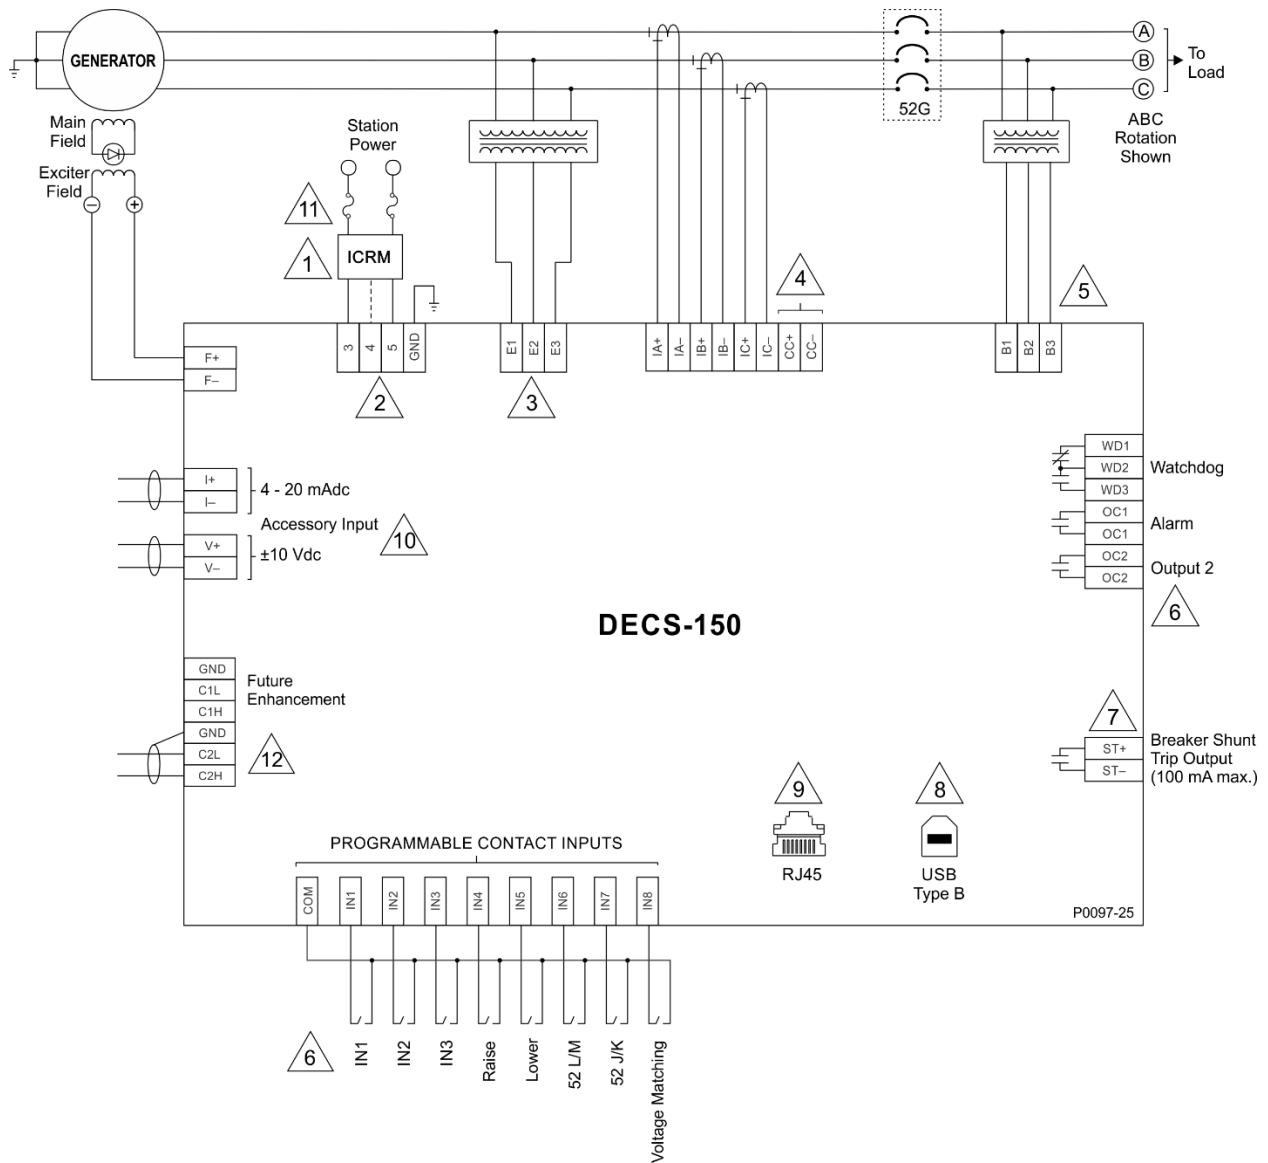 GENERATOR
A
B
C
To
Load
52G
ABC
Rotation
Shown
Main
Field
Exciter
Field
−
+
Station
Power
11
1
ICRM
4
5
3
4
5
GND
E1
E2
E3
IA+
IA−
IB+
IB−
IC+
IC−
CC+
CC−
B1
B2
B3
F+
F−
2
3
I+
I−
4 - 20 mAdc
Accessory Input
10
V+
V−
±10 Vdc
WD1
WD2
WD3
Watchdog
OC1
OC1
Alarm
OC2
OC2
Output 2
6
DECS-150
GND
C1L
C1H
Future
Enhancement
GND
C2L
C2H
12
7
ST+
ST−
Breaker Shunt
Trip Output
(100 mA max.)
9
RJ45
8
USB
Type B
PROGRAMMABLE CONTACT INPUTS
COM
IN1
IN2
IN3
IN4
IN5
IN6
IN7
IN8
P0097-25
6
IN1
IN2
IN3
Raise
Lower
52 L/M
52 J/K
Voltage Matching